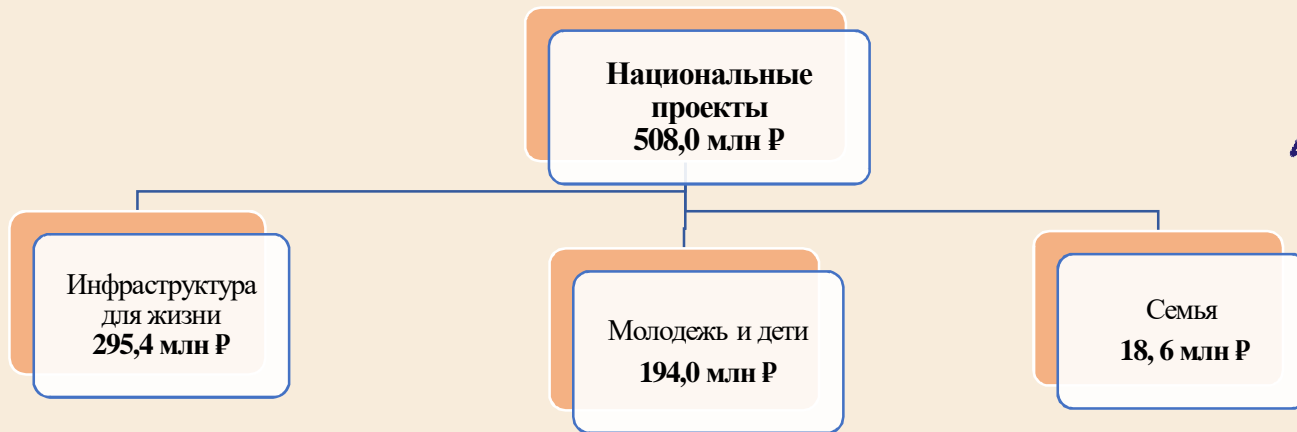 Национальные
проекты
508,0 млн ₽
Инфраструктура
для жизни
295,4 млн ₽
Молодежь и дети
194,0 млн ₽
Семья
18, 6 млн ₽